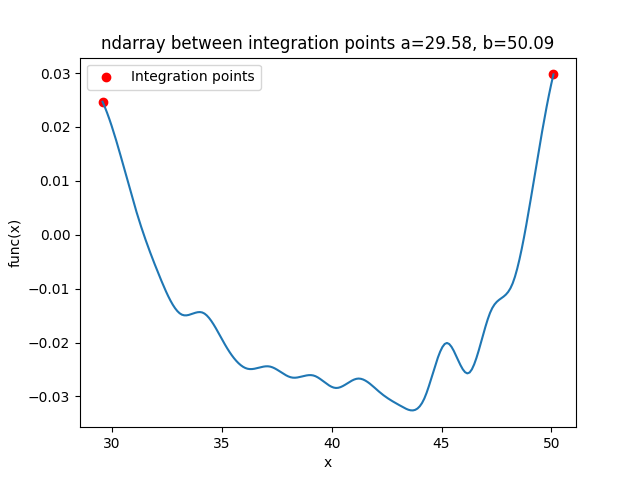 ndarray between integration points a=29.58, b=50.09
Integration points
0.03
0.02
0.01
0.00
−0.01
−0.02
−0.03
func(x)
30 35 40 45 50
x